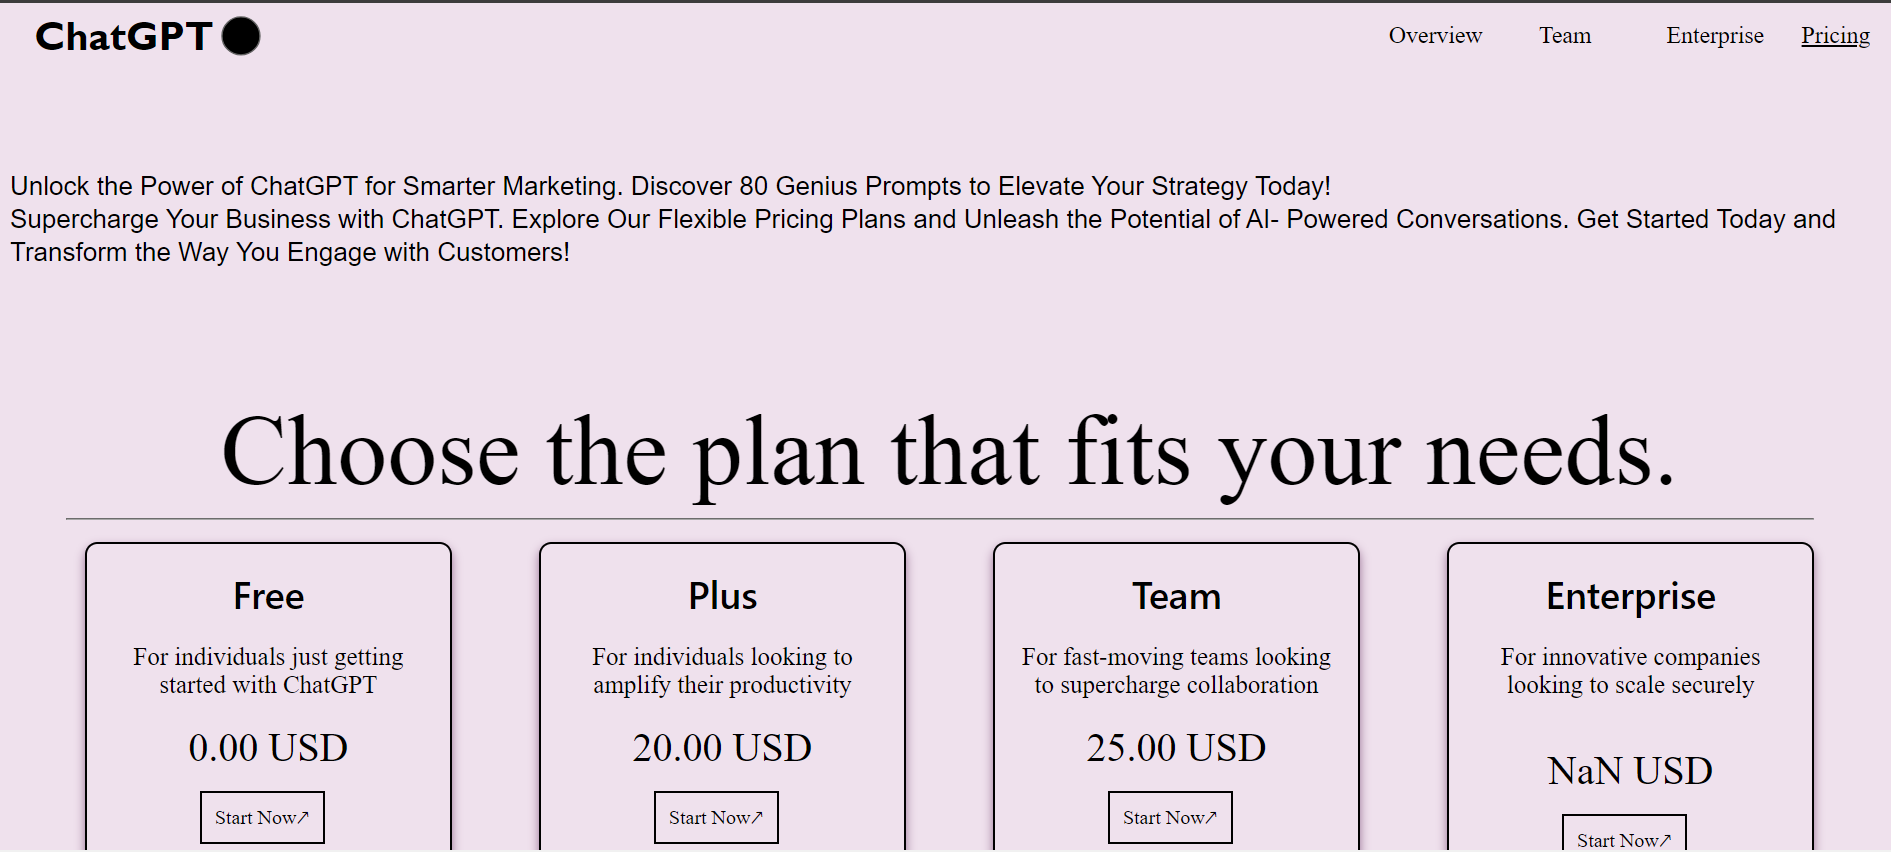 ChatGPT
Overview Team Enterprise Pricing
Unlock the Power of ChatGPT for Smarter Marketing. Discover 80 Genius Prompts to Elevate Your Strategy Today!
Supercharge Your Business with ChatGPT. Explore Our Flexible Pricing Plans and Unleash the Potential of AI- Powered Conversations. Get Started Today and
Transform the Way You Engage with Customers!
Choose the plan that fits your needs.
Free
For individuals just getting
started with ChatGPT
0.00 USD
Start Now↗
Plus
For individuals looking to
amplify their productivity
20.00 USD
Start Now↗
Team
For fast-moving teams looking
to supercharge collaboration
25.00 USD
Start Now↗
Enterprise
For innovative companies
looking to scale securely
NaN USD
Start Now↗